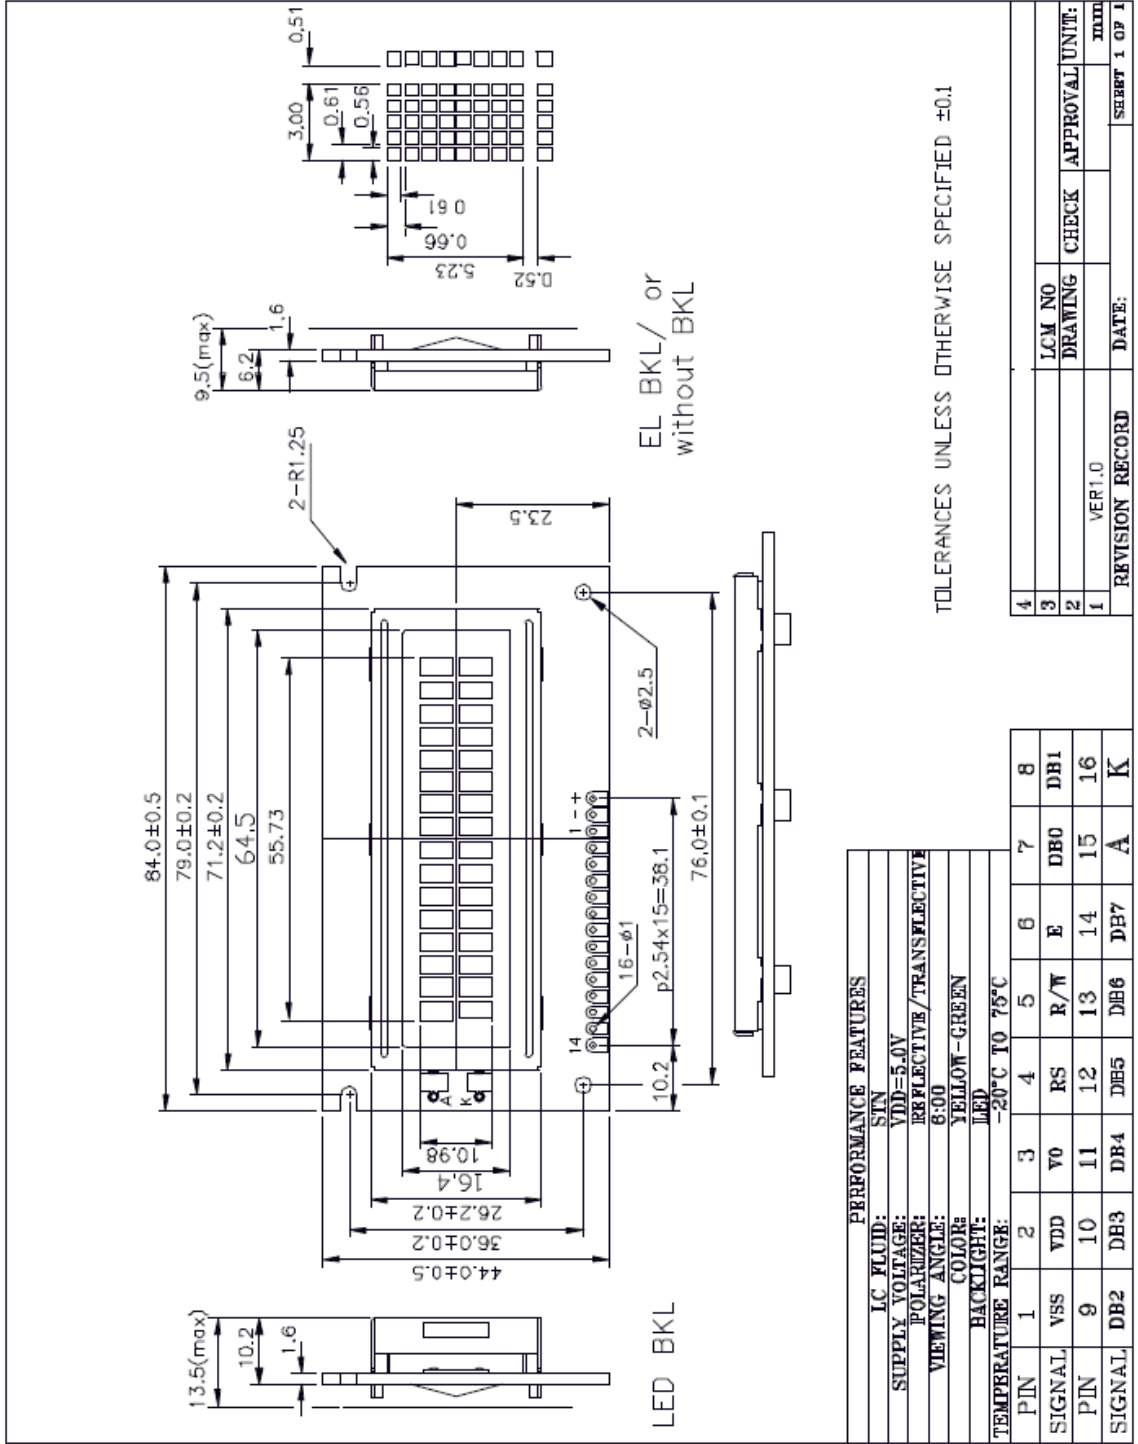 84.0±0.5
79.0±0.2
71.2±0.2
64.5
55.73
2-R1.25
9.5(max)
6.2
1.6
3.00
0.51
0.61
0.56
0.61
0.66
5.23
0.52
13.5(max)
10.2
1.6
LED BKL
44.0±0.5
36.0±0.2
26.2±0.2
16.4
10.98
A
K
14
1
-
+
23.5
10.2
16-ø1
p2.54x15=38.1
2-ø2.5
76.0±0.1
EL BKL/ or
without BKL
TOLERANCES UNLESS OTHERWISE SPECIFIED ±0.1
PERFORMANCE FEATURES
LC FLUID: STN
SUPPLY VOLTAGE: VDD=5.0V
POLARIZER: REFLECTIVE/TRANSFLECTIVE
VIEWING ANGLE: 6:00
COLOR: YELLOW-GREEN
BACKLIGHT: LED
TEMPERATURE RANGE: -20°C TO 75°C
PIN 1 2 3 4 5 6 7 8
SIGNAL VSS VDD V0 RS R/W E DB0 DB1
PIN 9 10 11 12 13 14 15 16
SIGNAL DB2 DB3 DB4 DB5 DB6 DB7 A K
4
3 LCM NO
2 DRAWING CHECK APPROVAL UNIT:
1 VER1.0 mm
REVISION RECORD DATE: SHEET 1 OF 1